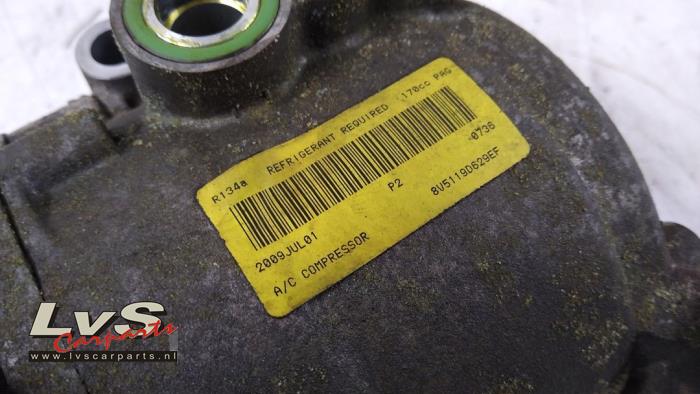 R134a REFRIGERANT REQUIRED 170cc PAG
2009JUL01 P2 0736
A/C COMPRESSOR 8V5119D629EF
LvS
Carparts
www.lvscarparts.nl